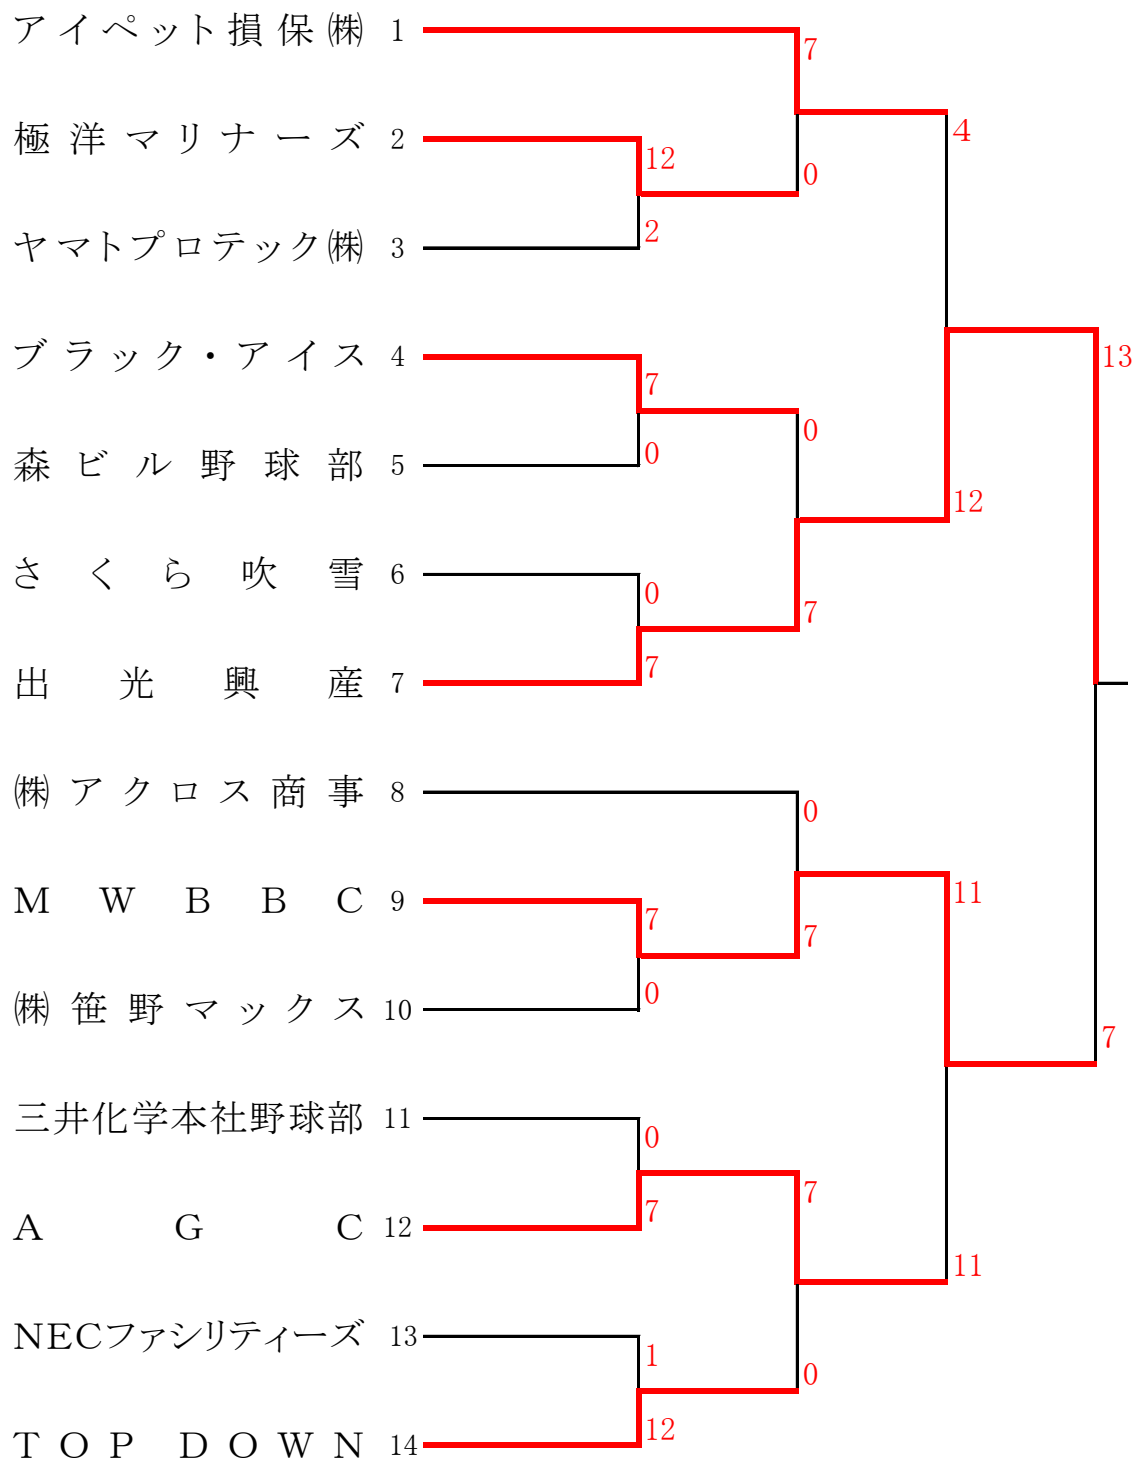 アイペット損保㈱ 1
7
4
極洋マリナーズ 2
12
0
ヤマトプロテック㈱ 3
2
ブラック・アイス 4
13
7
0
森ビル野球部 5
0
12
さくら吹雪 6
0
7
出光興産 7
7
㈱アクロス商事 8
0
MWBBC 9
11
7
7
㈱笹野マックス 10
0
7
三井化学本社野球部 11
0
7
AGC 12
7
11
NECファシリティーズ 13
1
0
TOP DOWN 14
12